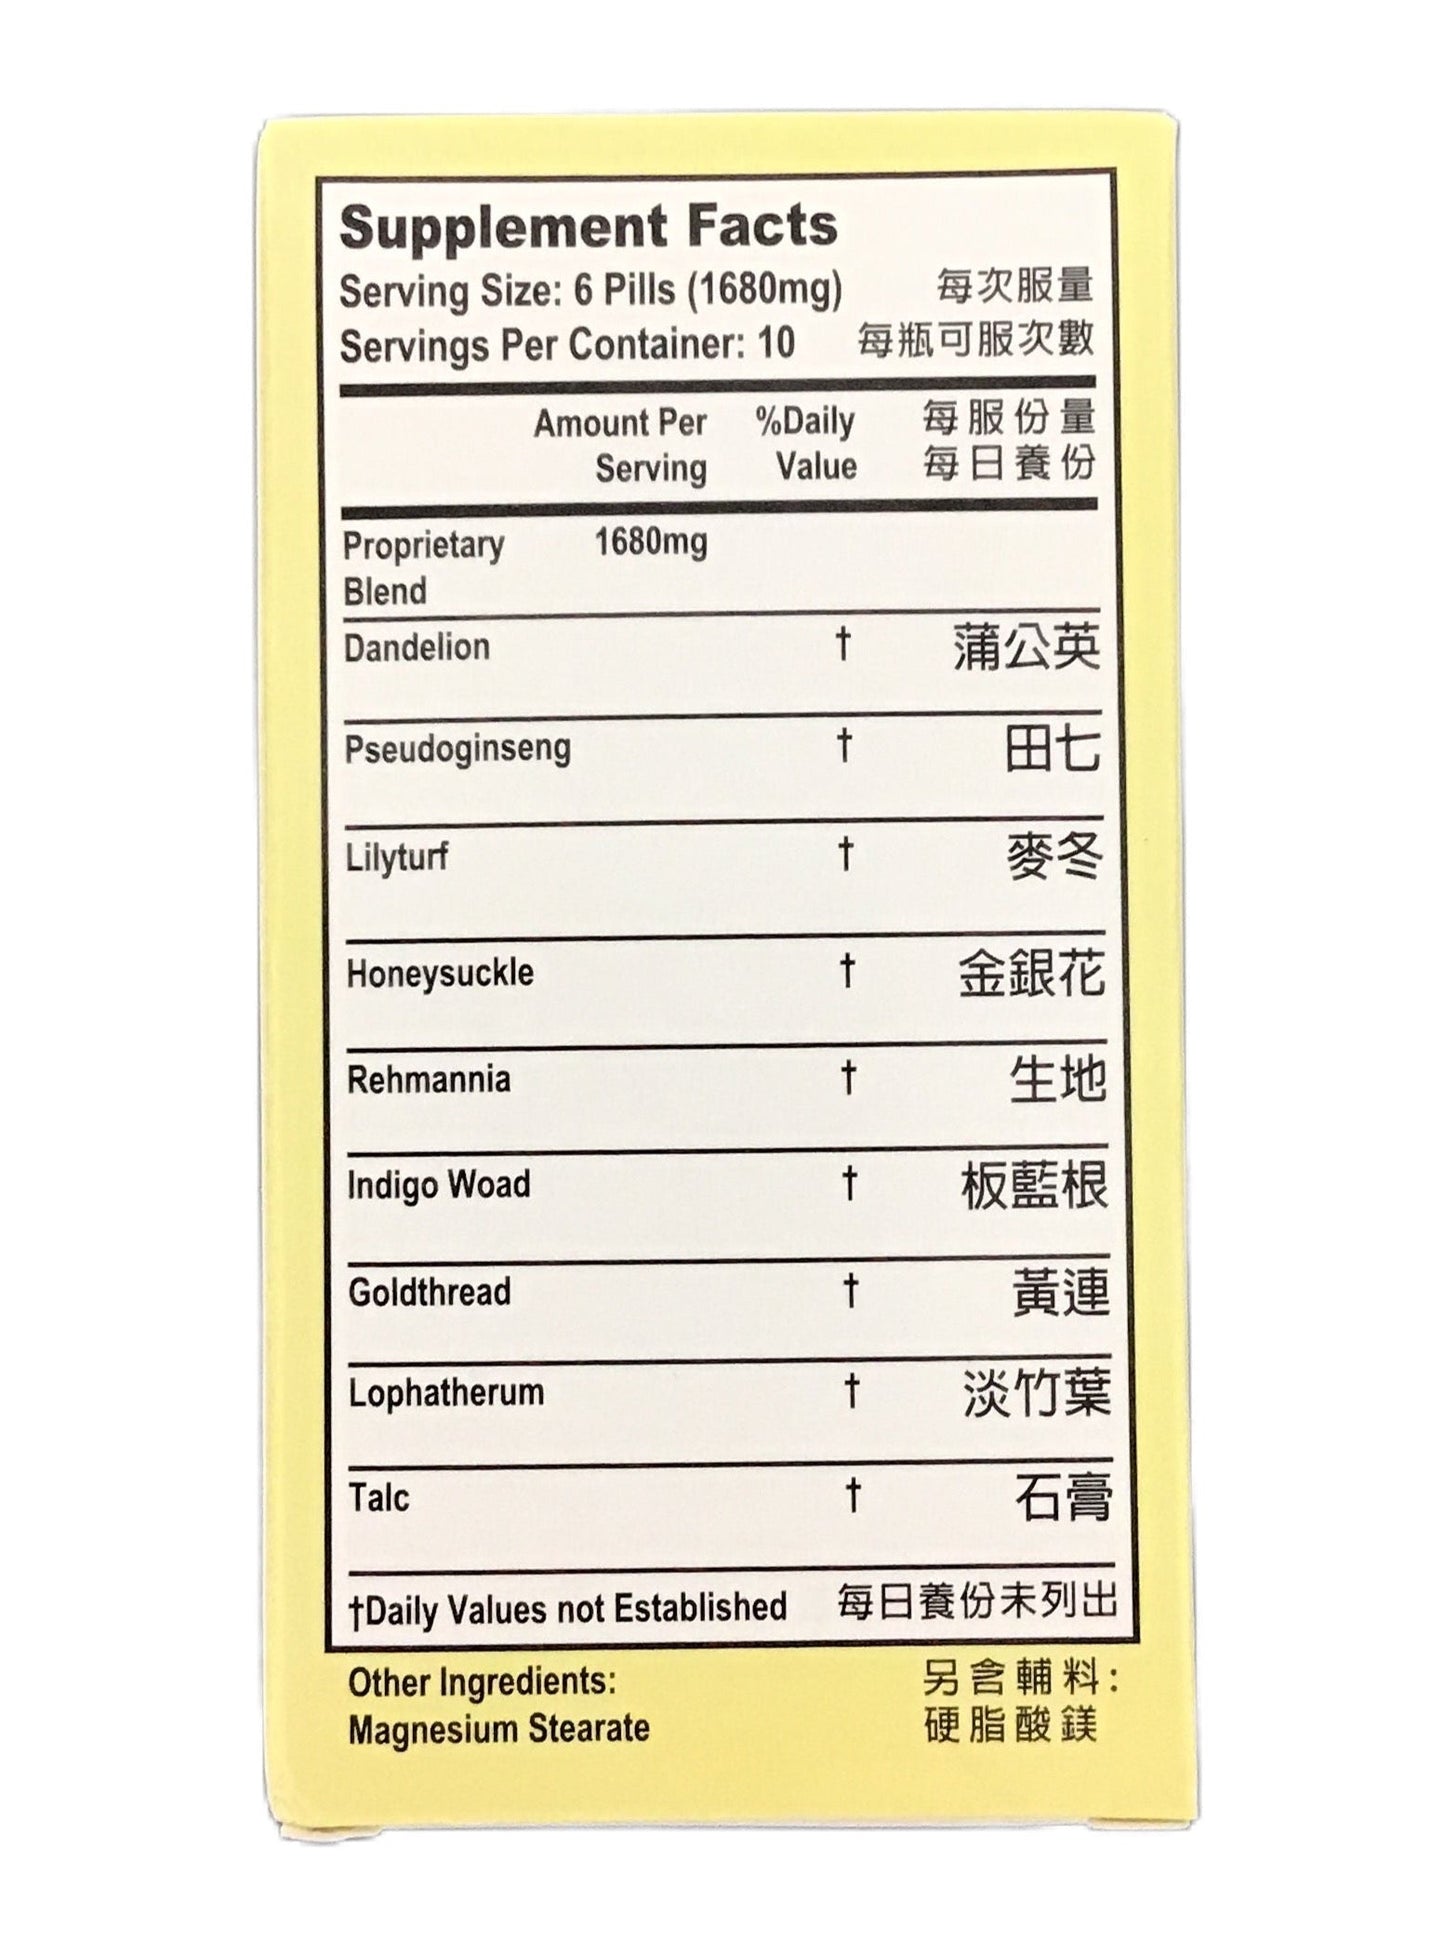 Supplement Facts
Serving Size: 6 Pills (1680mg) 每次服量
Servings Per Container: 10 每瓶可服次數
Amount Per %Daily 每服份量
Serving Value 每日養份
Proprietary 1680mg
Blend
Dandelion † 蒲公英
Pseudoginseng † 田七
Lilyturf † 麥冬
Honeysuckle † 金銀花
Rehmannia † 生地
Indigo Woad † 板藍根
Goldthread † 黃連
Lophatherum † 淡竹葉
Talc † 石膏
†Daily Values not Established 每日養份未列出
Other Ingredients: 另含輔料:
Magnesium Stearate 硬脂酸鎂